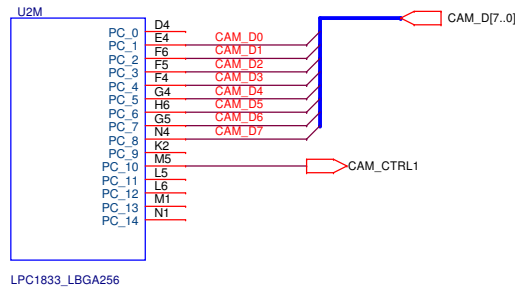 U2M
PC_0 D4
PC_1 E4 CAM_D0 CAM_D[7..0]
PC_2 F6 CAM_D1
PC_3 F5 CAM_D2
PC_4 F4 CAM_D3
PC_5 G4 CAM_D4
PC_6 H6 CAM_D5
PC_7 G5 CAM_D6
PC_8 N4 CAM_D7
PC_9 K2
PC_10 M5 CAM_CTRL1
PC_11 L5
PC_12 L6
PC_13 M1
PC_14 N1
LPC1833_LBGA256